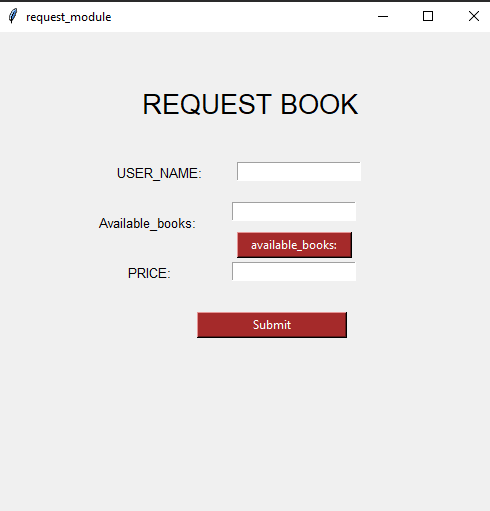 request_module
REQUEST BOOK
USER_NAME:
Available_books:
available_books:
PRICE:
Submit